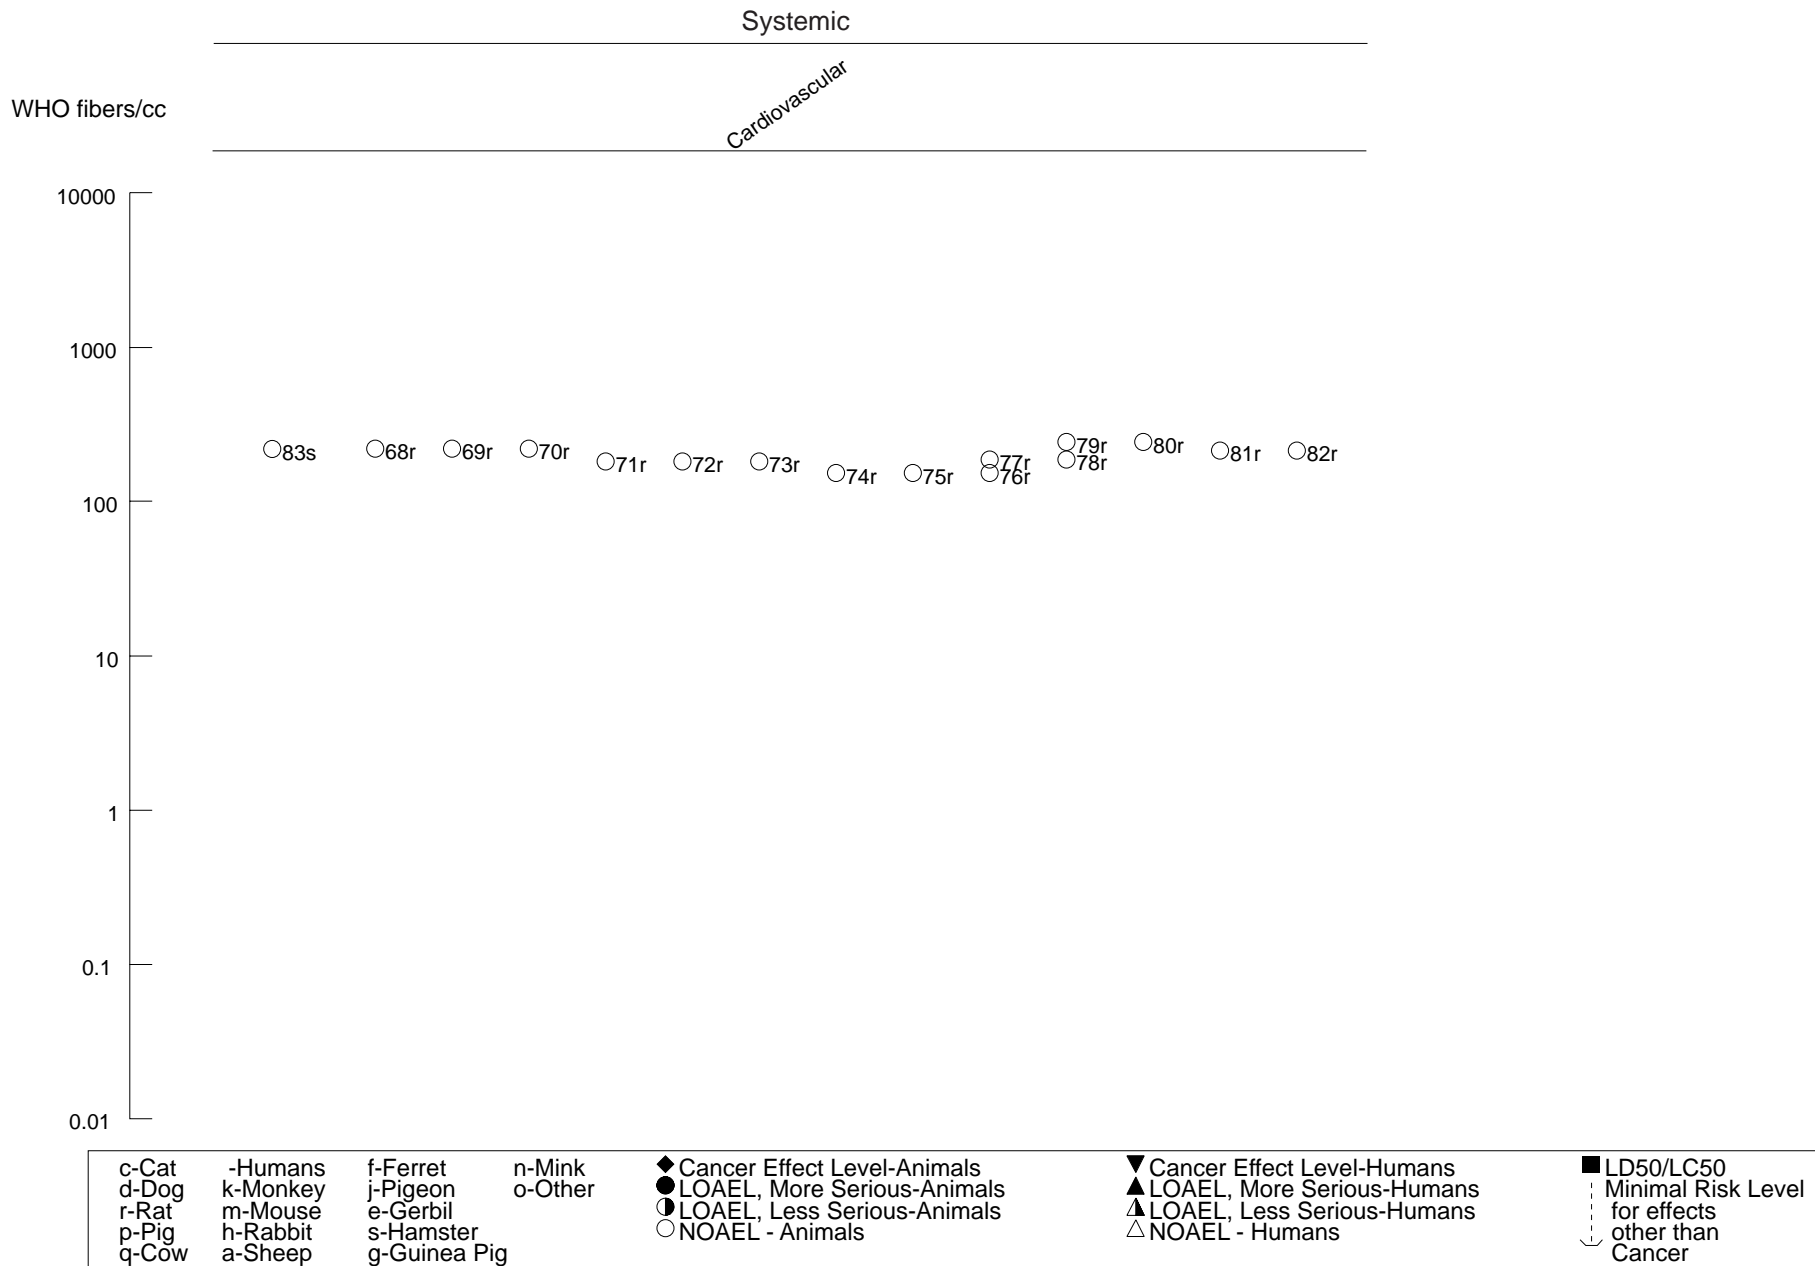 Systemic
Cardiovascular
WHO fibers/cc
10000
1000
100
10
1
0.1
0.01
83s 68r 69r 70r 71r 72r 73r 74r 75r 77r 76r 79r 78r 80r 81r 82r
c-Cat -Humans f-Ferret n-Mink Cancer Effect Level-Animals Cancer Effect Level-Humans LD50/LC50
d-Dog k-Monkey j-Pigeon o-Other LOAEL, More Serious-Animals LOAEL, More Serious-Humans Minimal Risk Level
r-Rat m-Mouse e-Gerbil LOAEL, Less Serious-Animals LOAEL, Less Serious-Humans for effects
p-Pig h-Rabbit s-Hamster NOAEL - Animals NOAEL - Humans other than
q-Cow a-Sheep g-Guinea Pig Cancer